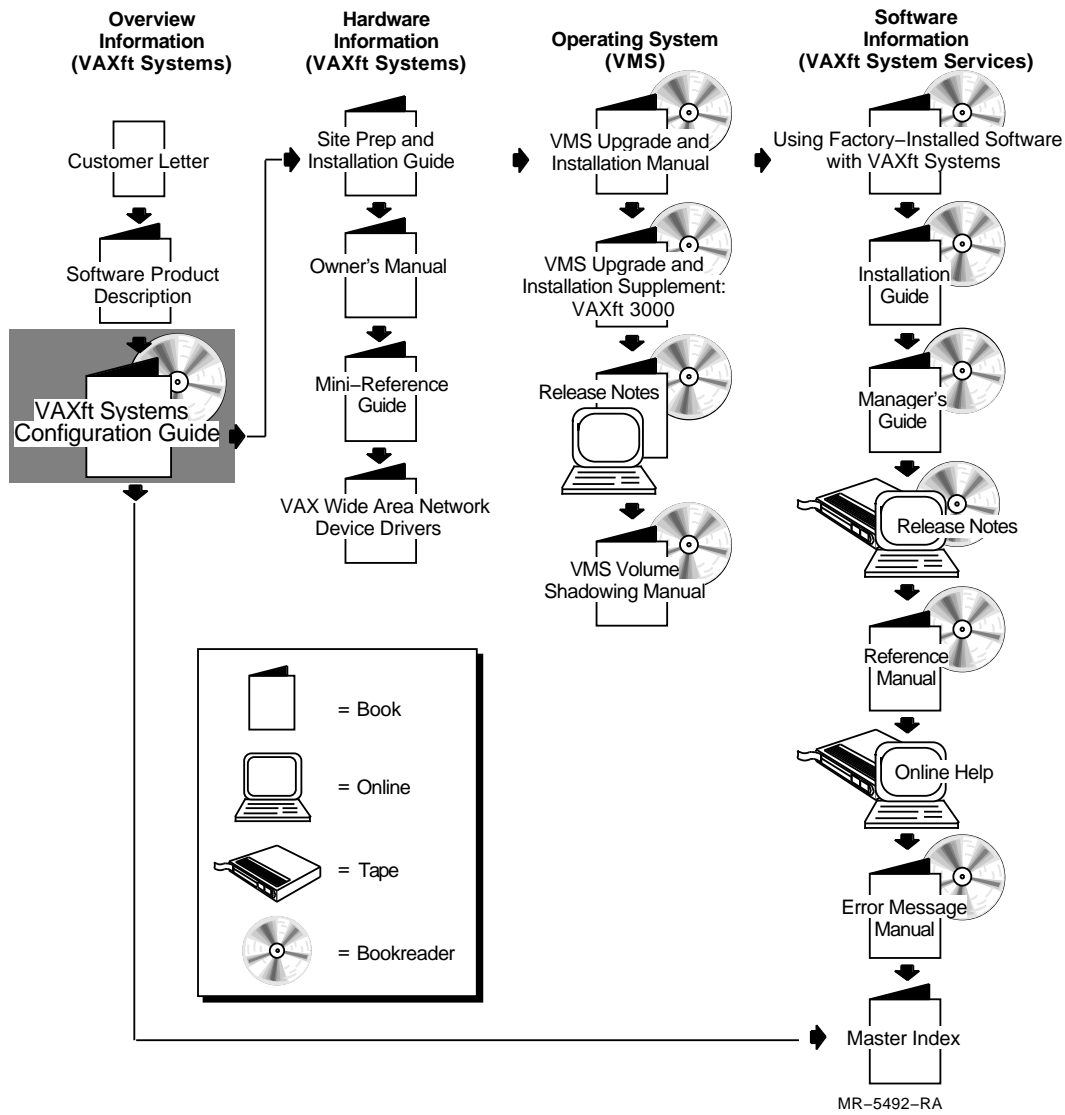 Overview
Information
(VAXft Systems)
Customer Letter
Software Product
Description
VAXft Systems
Configuration Guide
Hardware
Information
(VAXft Systems)
Site Prep and
Installation Guide
Owner's Manual
Mini–Reference
Guide
VAX Wide Area Network
Device Drivers
Operating System
(VMS)
VMS Upgrade and
Installation Manual
VMS Upgrade and
Installation Supplement:
VAXft 3000
Release Notes
VMS Volume
Shadowing Manual
Software
Information
(VAXft System Services)
Using Factory–Installed Software
with VAXft Systems
Installation
Guide
Manager's
Guide
Release Notes
Reference
Manual
Online Help
Error Message
Manual
Master Index
= Book
= Online
= Tape
= Bookreader
MR–5492–RA